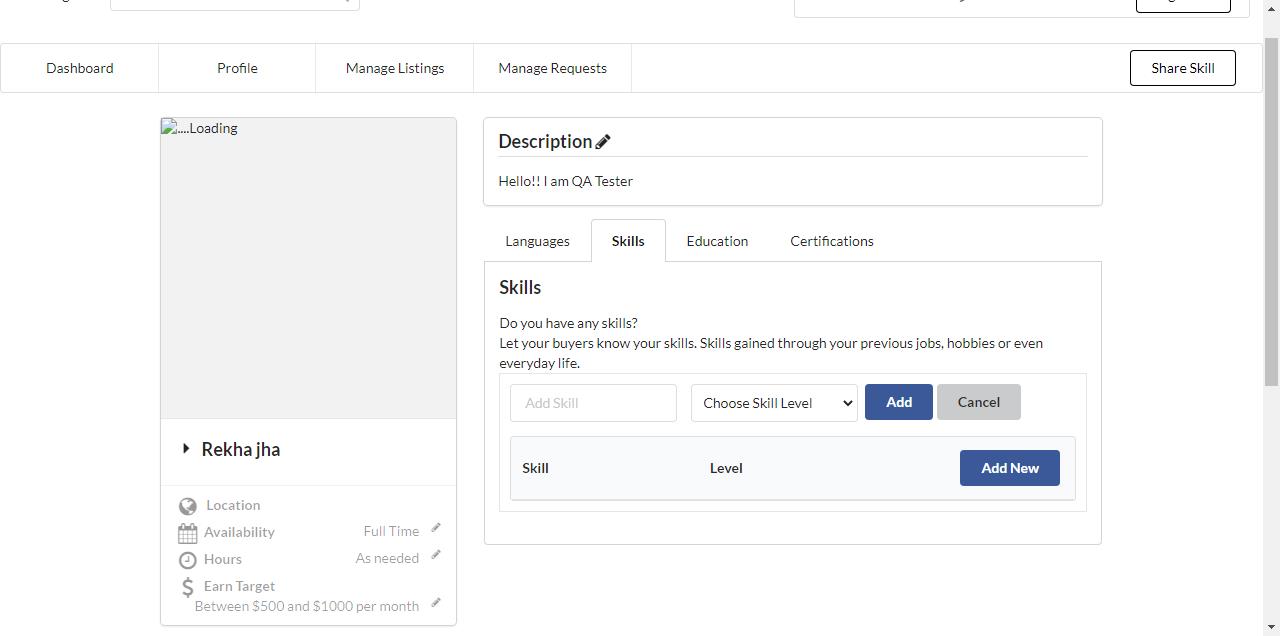 Dashboard
Profile
Manage Listings
Manage Requests
Share Skill
....Loading
Rekha jha
Location
Availability
Full Time
Hours
As needed
Earn Target
Between $500 and $1000 per month
Description
Hello!! I am QA Tester
Languages
Skills
Education
Certifications
Skills
Do you have any skills?
Let your buyers know your skills. Skills gained through your previous jobs, hobbies or even
everyday life.
Add Skill
Choose Skill Level
Add
Cancel
Skill
Level
Add New